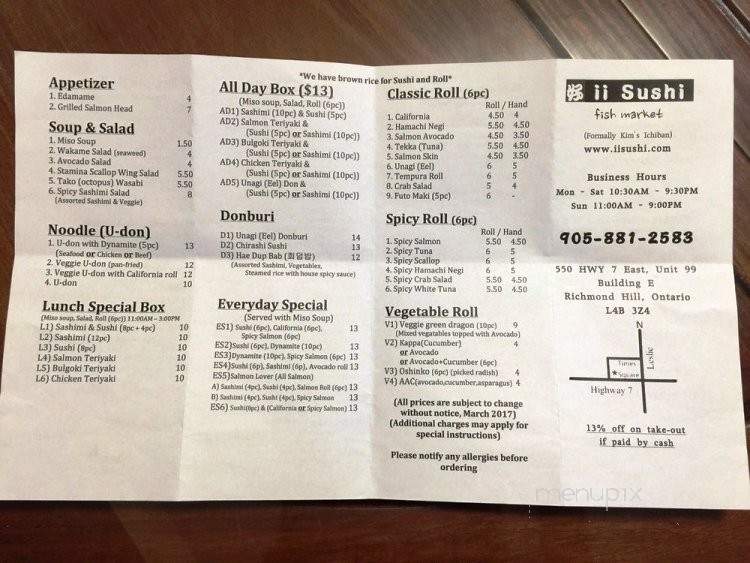 *We have brown rice for Sushi and Roll*
Appetizer
1. Edamame 4
2. Grilled Salmon Head 7
Soup & Salad
1. Miso Soup 1.50
2. Wakame Salad (seaweed) 4
3. Avocado Salad 4
4. Stamina Scallop Wing Salad 5.50
5. Tako (octopus) Wasabi 5.50
6. Spicy Sashimi Salad 8
(Assorted Sashimi & Veggie)
Noodle (U-don)
1. U-don with Dynamite (5pc) 13
(Seafood or Chicken or Beef)
2. Veggie U-don (pan-fried) 12
3. Veggie U-don with California roll 12
4. U-don 10
Lunch Special Box
(Miso soup, Salad, Roll (6pc)) 11:00AM – 3:00PM
L1) Sashimi & Sushi (8pc + 4pc) 10
L2) Sashimi (12pc) 10
L3) Sushi (8pc) 10
L4) Salmon Teriyaki 10
L5) Bulgoki Teriyaki 10
L6) Chicken Teriyaki 10
All Day Box ($13)
(Miso soup, Salad, Roll (6pc))
AD1) Sashimi (10pc) & Sushi (5pc)
AD2) Salmon Teriyaki &
(Sushi (5pc) or Sashimi (10pc))
AD3) Bulgoki Teriyaki &
(Sushi (5pc) or Sashimi (10pc))
AD4) Chicken Teriyaki &
(Sushi (5pc) or Sashimi (10pc))
AD5) Unagi (Eel) Don &
(Sushi (5pc) or Sashimi (10pc))
Donburi
D1) Unagi (Eel) Donburi 14
D2) Chirashi Sushi 13
D3) Hae Dup Bab (회덮밥) 12
(Assorted Sashimi, Vegetables,
Steamed rice with house spicy sauce)
Everyday Special
(Served with Miso Soup)
ES1) Sushi (6pc), California (6pc), 13
Spicy Salmon (6pc)
ES2) Sushi (6pc), Dynamite (10pc) 13
ES3) Dynamite (10pc), Spicy Salmon (6pc) 13
ES4) Sushi (6p), Sashimi (6p), Avocado roll 13
ES5) Salmon Lover (All Salmon)
A) Sashimi (4pc), Sushi (4pc), Salmon Roll (6pc) 13
B) Sashimi (4pc), Sushi (4pc), Spicy Salmon 13
ES6) Sushi(6pc) & (California or Spicy Salmon) 13
Classic Roll (6pc)
Roll / Hand
1. California 4.50 4
2. Hamachi Negi 5.50 4
3. Salmon Avocado 4.50 3.50
4. Tekka (Tuna) 5.50 4.50
5. Salmon Skin 4.50 3.50
6. Unagi (Eel) 6 5
7. Tempura Roll 6 5
8. Crab Salad 5 4
9. Futo Maki (5pc) 6 -
Spicy Roll (6pc)
Roll / Hand
1. Spicy Salmon 5.50 4.50
2. Spicy Tuna 6 5
3. Spicy Scallop 6 5
4. Spicy Hamachi Negi 6 5
5. Spicy Crab Salad 5.50 4.50
6. Spicy White Tuna 5.50 4.50
Vegetable Roll
V1) Veggie green dragon (10pc) 9
(Mixed vegetables topped with Avocado)
V2) Kappa(Cucumber) 4
or Avocado
or Avocado+Cucumber (6pc)
V3) Oshinko (6pc) (picked radish) 4
V4) AAC(avocado,cucumber,asparagus) 4
(All prices are subject to change
without notice, March 2017)
(Additional charges may apply for
special instructions)
Please notify any allergies before
ordering
ii Sushi
fish market
(Formally Kim's Ichiban)
www.iisushi.com
Business Hours
Mon - Sat 10:30AM - 9:30PM
Sun 11:00AM - 9:00PM
905-881-2583
550 HWY 7 East, Unit 99
Building E
Richmond Hill, Ontario
L4B 3Z4
N
Leslie
Times
*Square
Highway 7
13% off on take-out
if paid by cash
menupix